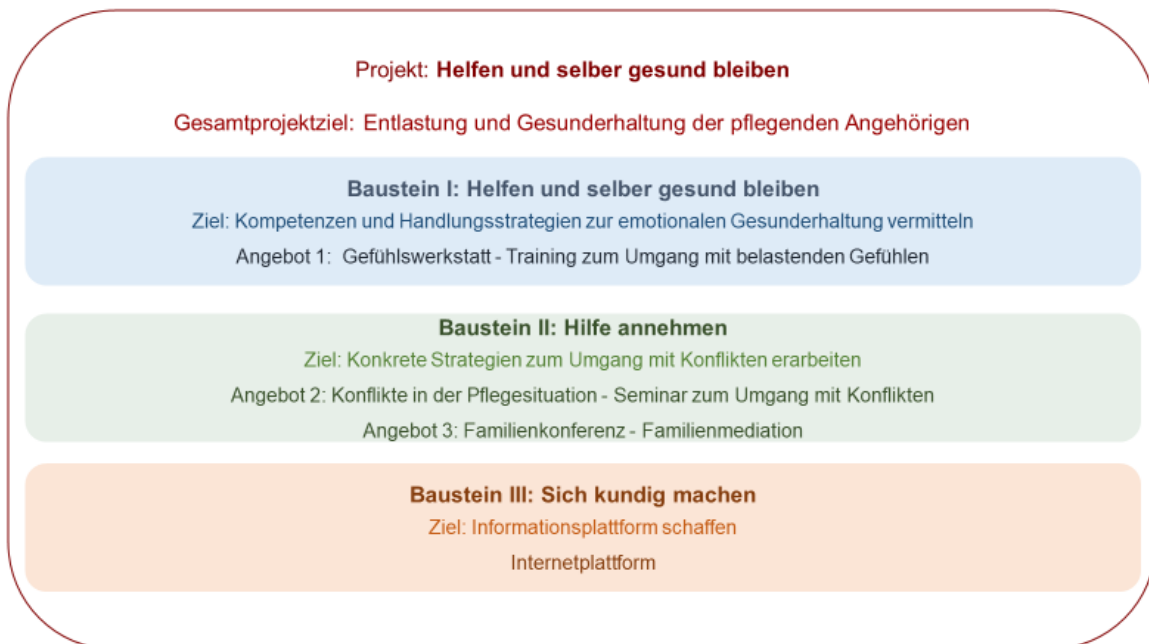 Projekt: Helfen und selber gesund bleiben
Gesamtprojektziel: Entlastung und Gesunderhaltung der pflegenden Angehörigen
Baustein I: Helfen und selber gesund bleiben
Ziel: Kompetenzen und Handlungsstrategien zur emotionalen Gesunderhaltung vermitteln
Angebot 1: Gefühlswerkstatt - Training zum Umgang mit belastenden Gefühlen
Baustein II: Hilfe annehmen
Ziel: Konkrete Strategien zum Umgang mit Konflikten erarbeiten
Angebot 2: Konflikte in der Pflegesituation - Seminar zum Umgang mit Konflikten
Angebot 3: Familienkonferenz - Familienmediation
Baustein III: Sich kundig machen
Ziel: Informationsplattform schaffen
Internetplattform